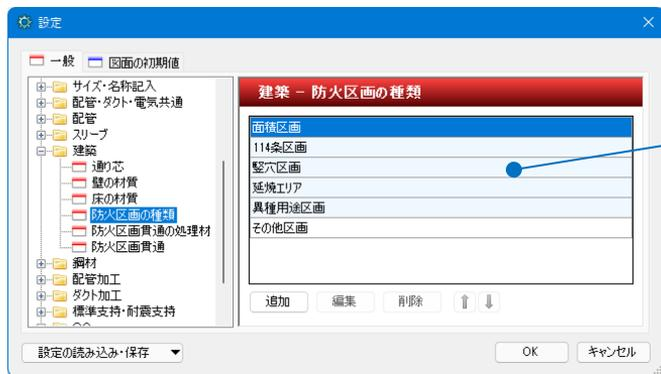 設定
一般
図面の初期値
サイズ・名称記入
配管・ダクト・電気共通
配管
スリーブ
建築
通り芯
壁の材質
床の材質
防火区画の種類
防火区画貫通の処理材
防火区画貫通
鋼材
配管加工
ダクト加工
標準支持・耐震支持
建築 - 防火区画の種類
面積区画
114条区画
竪穴区画
延焼エリア
異種用途区画
その他区画
追加 編集 削除
設定の読み込み・保存
OK キャンセル